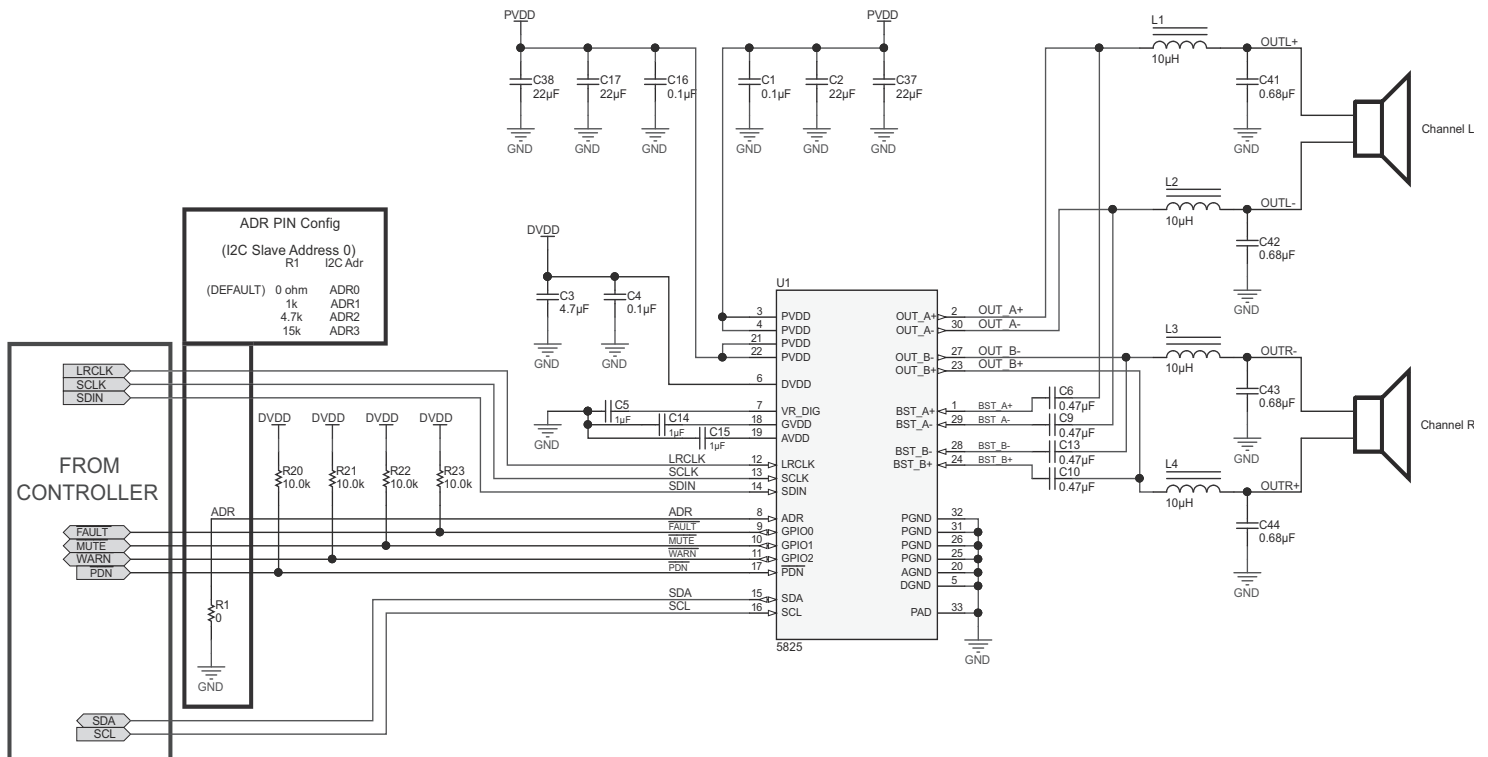 PVDD
PVDD
L1
OUTL+
10µH
C38
22µF
C17
22µF
C16
0.1µF
C1
0.1µF
C2
22µF
C37
22µF
C41
0.68µF
GND
GND
GND
GND
GND
GND
GND
Channel L
L2
OUTL-
10µH
ADR PIN Config
(I2C Slave Address 0)
R1 I2C Adr
(DEFAULT) 0 ohm ADR0
1k ADR1
4.7k ADR2
15k ADR3
DVDD
C42
0.68µF
C3
4.7µF
C4
0.1µF
GND
GND
GND
U1
3 PVDD
4 PVDD
21 PVDD
22 PVDD
6 DVDD
7 VR_DIG
18 GVDD
19 AVDD
12 LRCLK
13 SCLK
14 SDIN
8 ADR
9 GPIO0
10 GPIO1
11 GPIO2
17 PDN
15 SDA
16 SCL
5825
OUT_A+ 2 OUT_A+
OUT_A- 30 OUT_A-
OUT_B- 27 OUT_B-
OUT_B+ 23 OUT_B+
BST_A+ 1 BST_A+
BST_A- 29 BST_A-
BST_B- 28 BST_B-
BST_B+ 24 BST_B+
PGND 32
PGND 31
PGND 26
PGND 25
AGND 20
DGND 5
PAD 33
GND
C6
0.47µF
C9
0.47µF
C13
0.47µF
C10
0.47µF
L3
OUTR-
10µH
C43
0.68µF
GND
Channel R
L4
OUTR+
10µH
C44
0.68µF
GND
C5
1µF
C14
1µF
C15
1µF
GND
LRCLK
SCLK
SDIN
ADR
FAULT
MUTE
WARN
PDN
SDA
SCL
LRCLK
SCLK
SDIN
DVDD DVDD DVDD DVDD
R20
10.0k
R21
10.0k
R22
10.0k
R23
10.0k
FROM
CONTROLLER
ADR
FAULT
MUTE
WARN
PDN
R1
0
GND
SDA
SCL